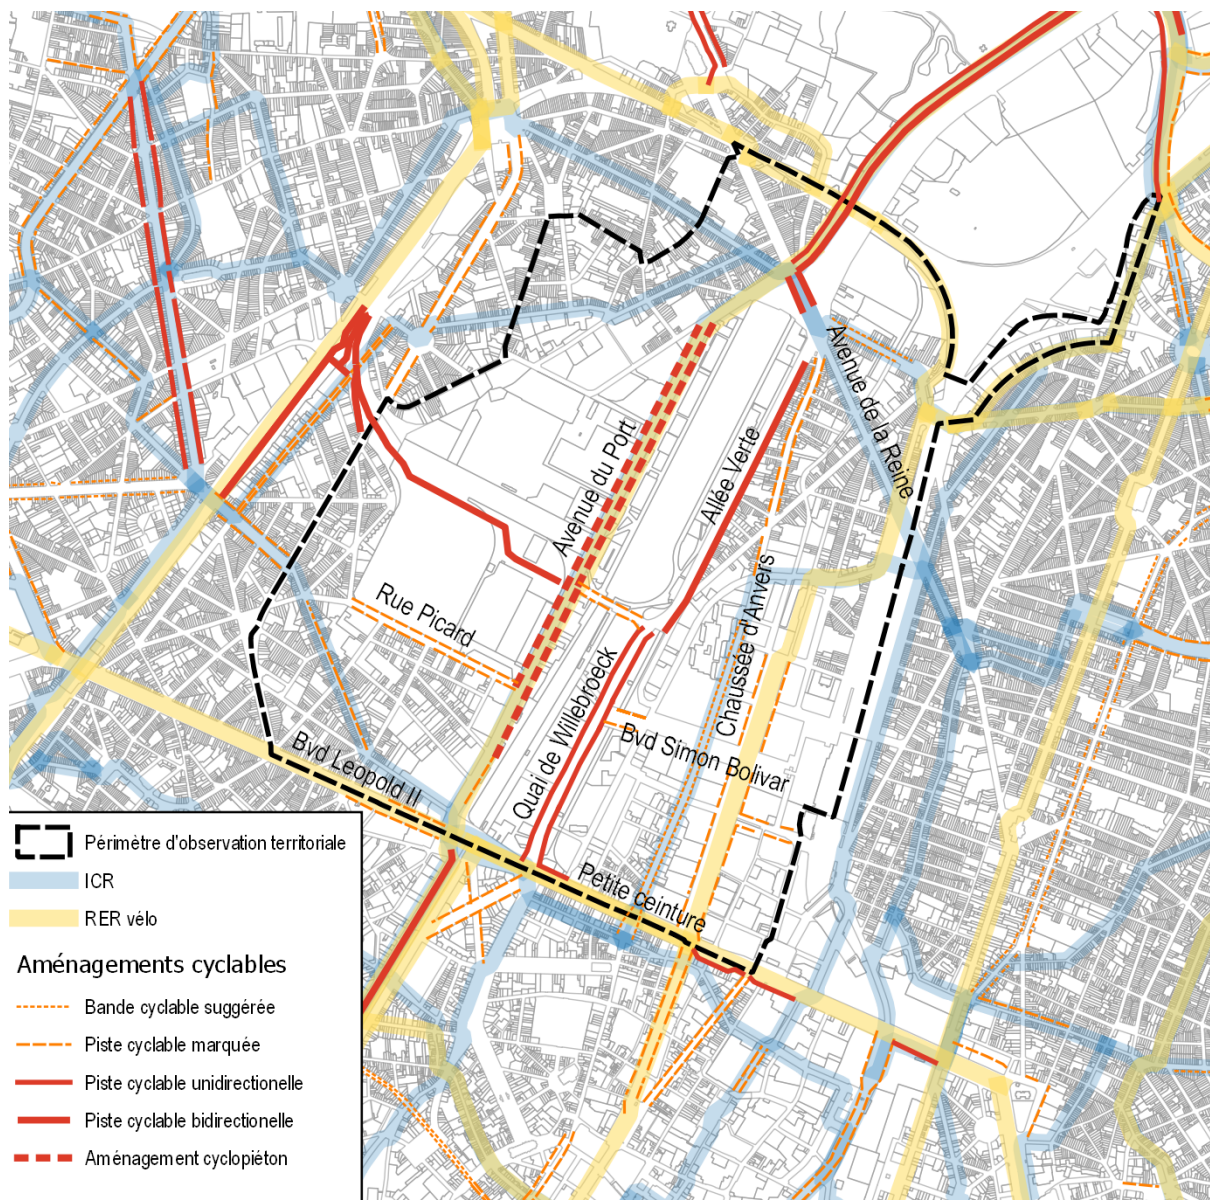 Avenue de la Reine
Avenue du Port
Allée Verte
Chaussée d'Anvers
Rue Picard
Quai de Willebroeck
Bvd Simon Bolivar
Bvd Leopold II
Petite ceinture
Périmètre d'observation territoriale
ICR
RER vélo
Aménagements cyclables
Bande cyclable suggérée
Piste cyclable marquée
Piste cyclable unidirectionelle
Piste cyclable bidirectionelle
Aménagement cyclopiéton